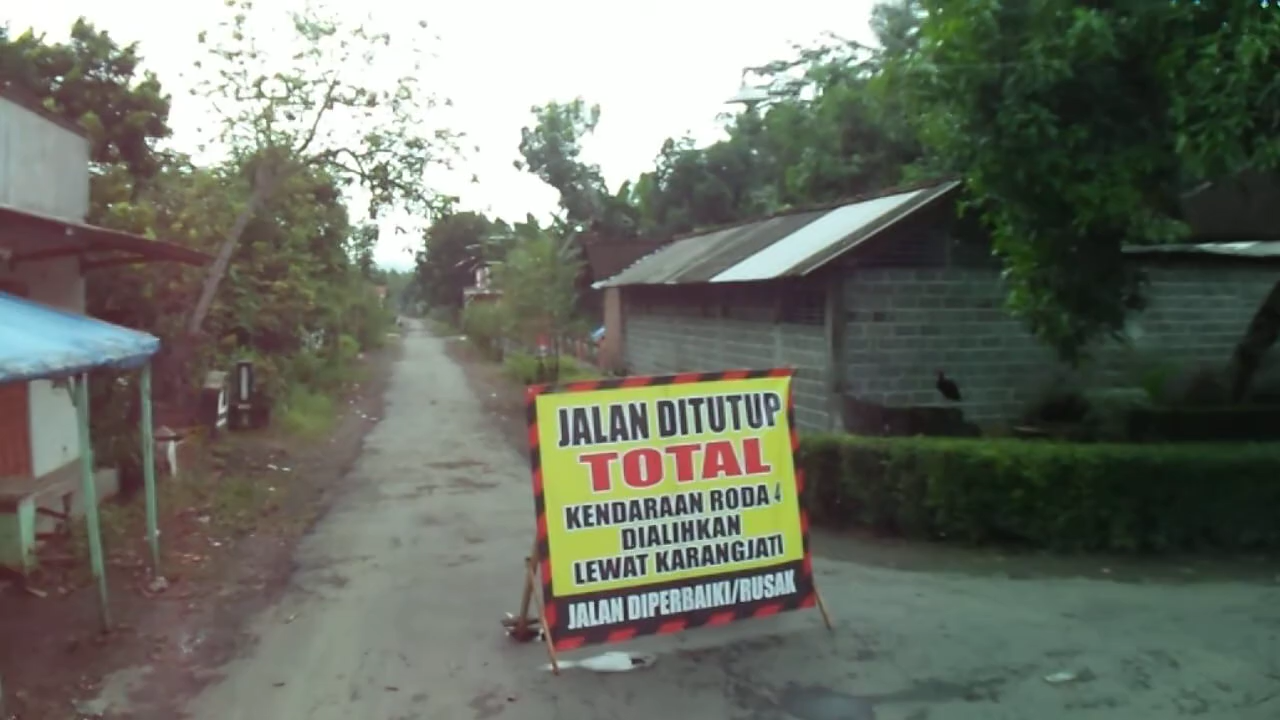 JALAN DITUTUP
TOTAL
KENDARAAN RODA 4
DIALIHKAN
LEWAT KARANGJATI
JALAN DIPERBAIKI/RUSAK